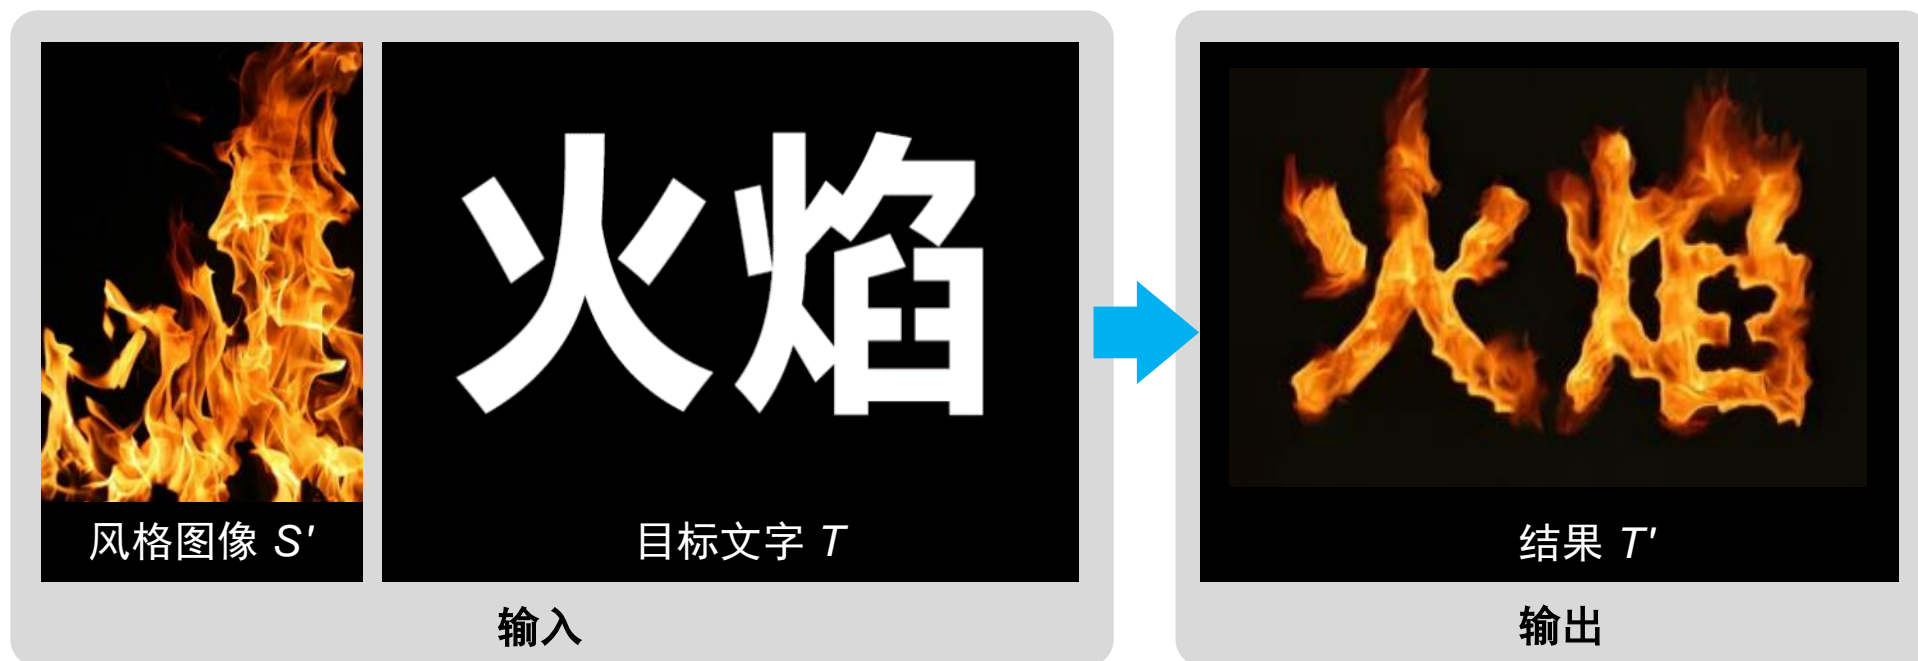 火焰
火焰
风格图像 S'
目标文字 T
结果 T'
输入
输出